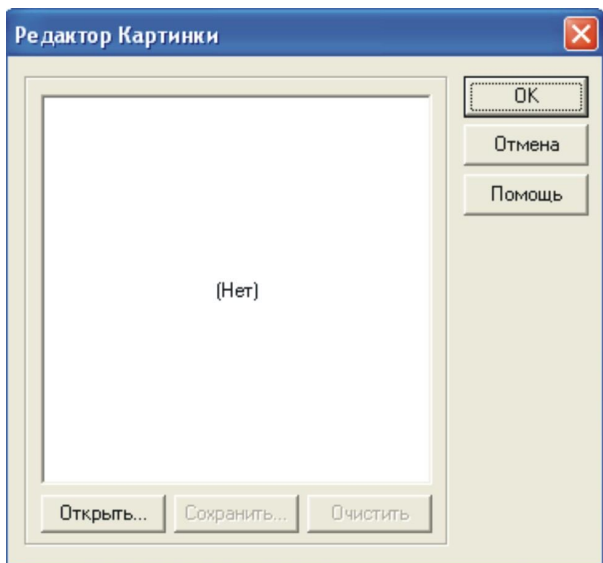 Редактор Картинки
OK
Отмена
Помощь
(Нет)
Открыть...
Сохранить...
Очистить